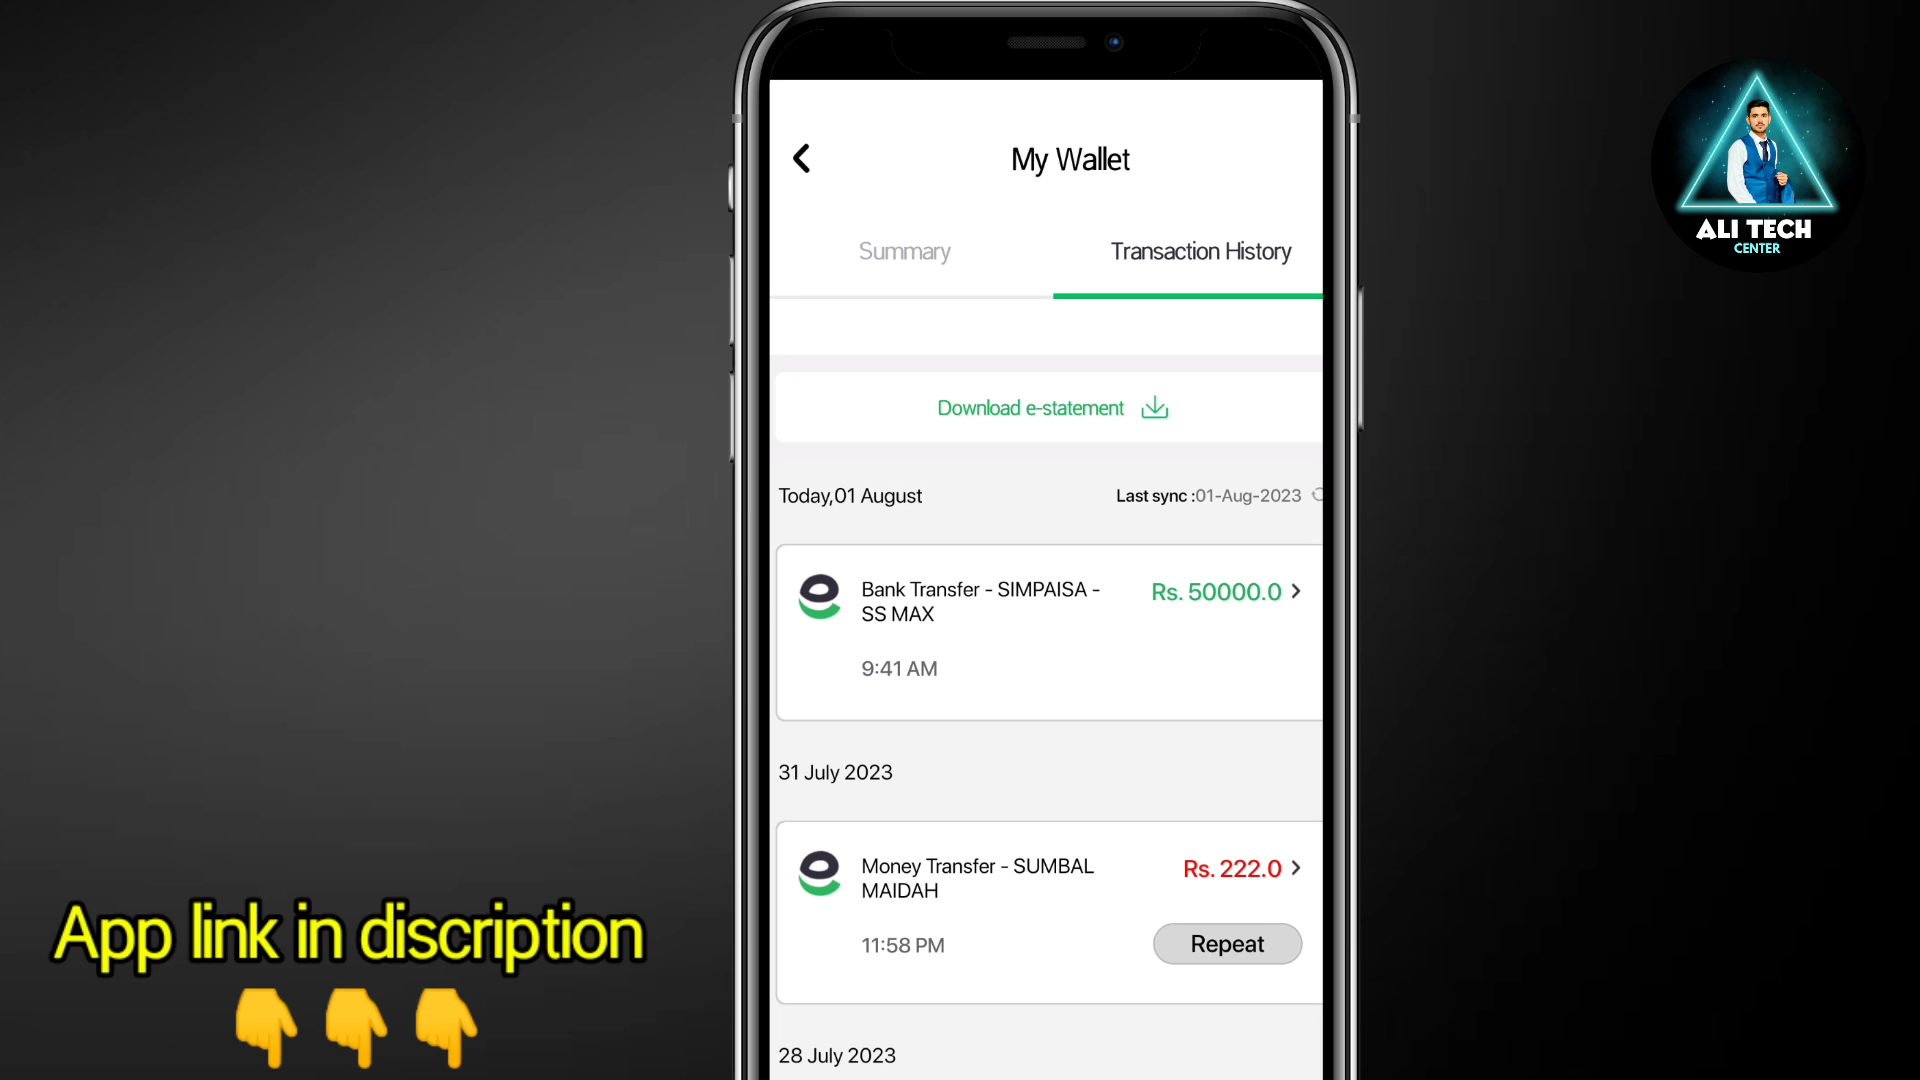 My Wallet
Summary
Transaction History
Download e-statement
Today,01 August
Last sync :01-Aug-2023
Bank Transfer - SIMPAISA -
SS MAX
Rs. 50000.0
9:41 AM
31 July 2023
Money Transfer - SUMBAL
MAIDAH
Rs. 222.0
11:58 PM
Repeat
28 July 2023
ALI TECH
CENTER
App link in discription